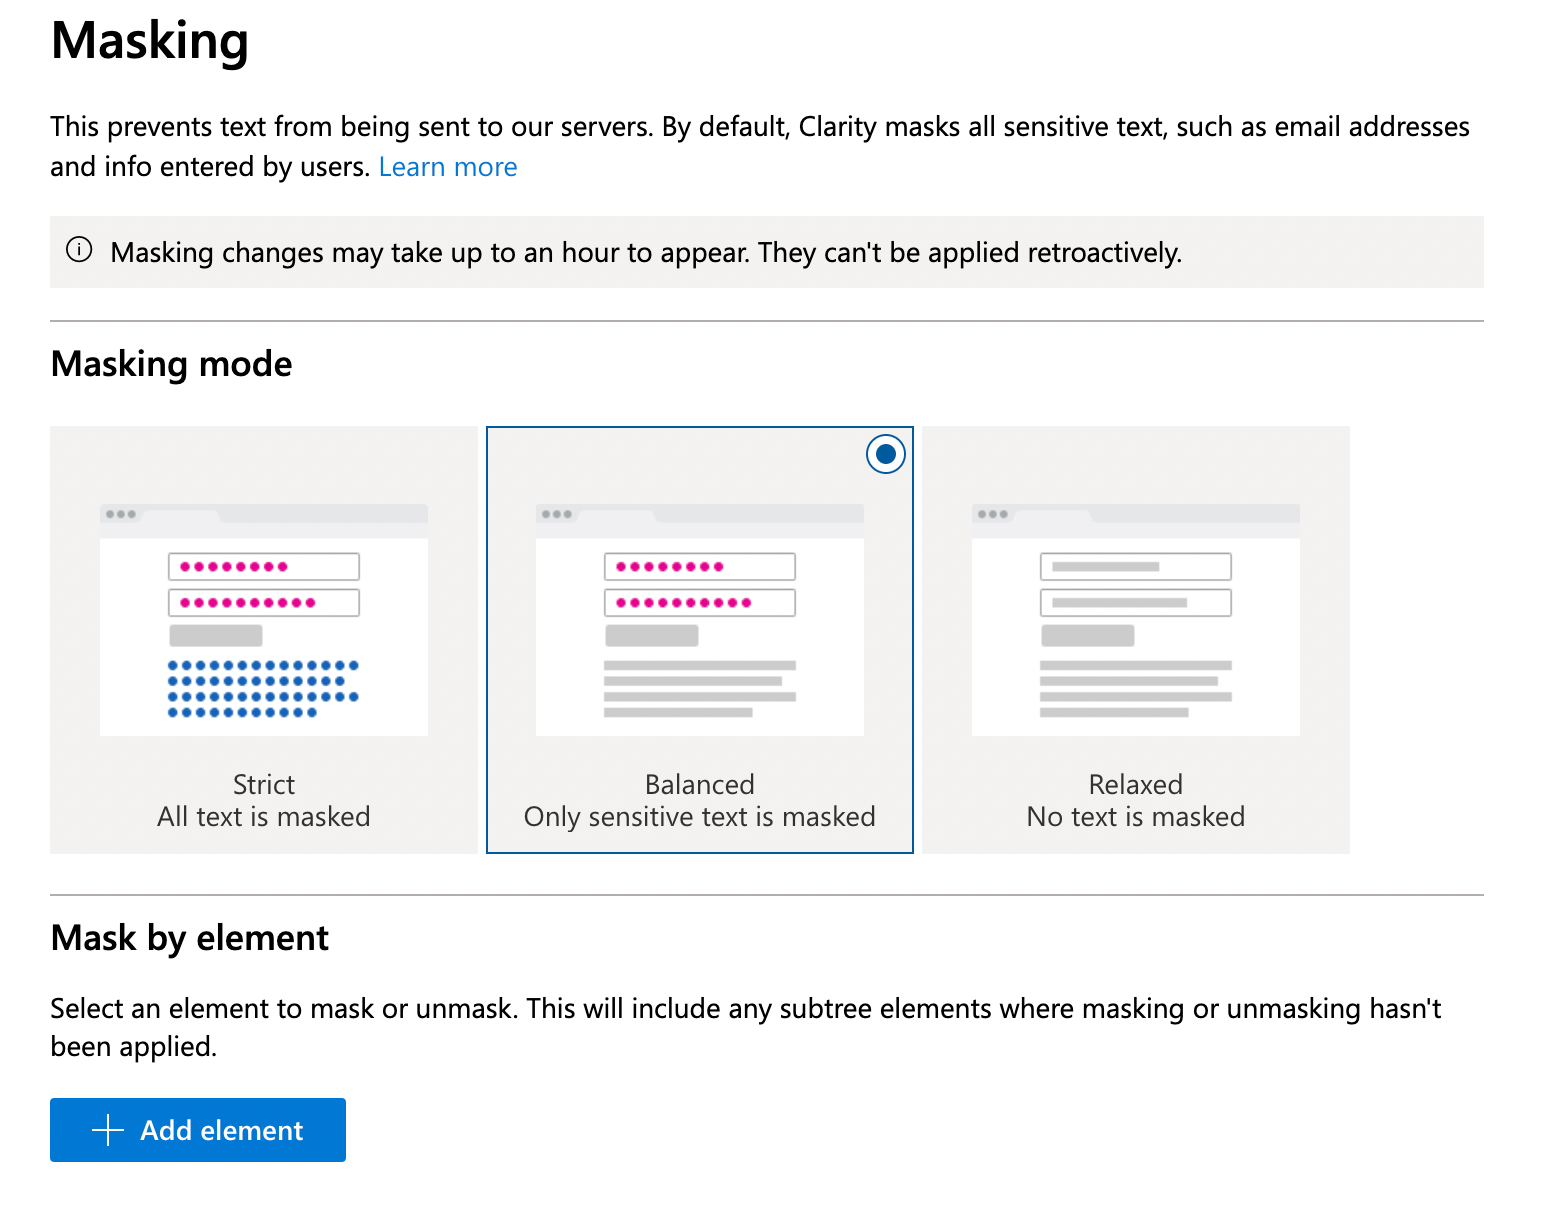 Masking
This prevents text from being sent to our servers. By default, Clarity masks all sensitive text, such as email addresses
and info entered by users. Learn more
Masking changes may take up to an hour to appear. They can't be applied retroactively.
Masking mode
Strict
All text is masked
Balanced
Only sensitive text is masked
Relaxed
No text is masked
Mask by element
Select an element to mask or unmask. This will include any subtree elements where masking or unmasking hasn't
been applied.
Add element